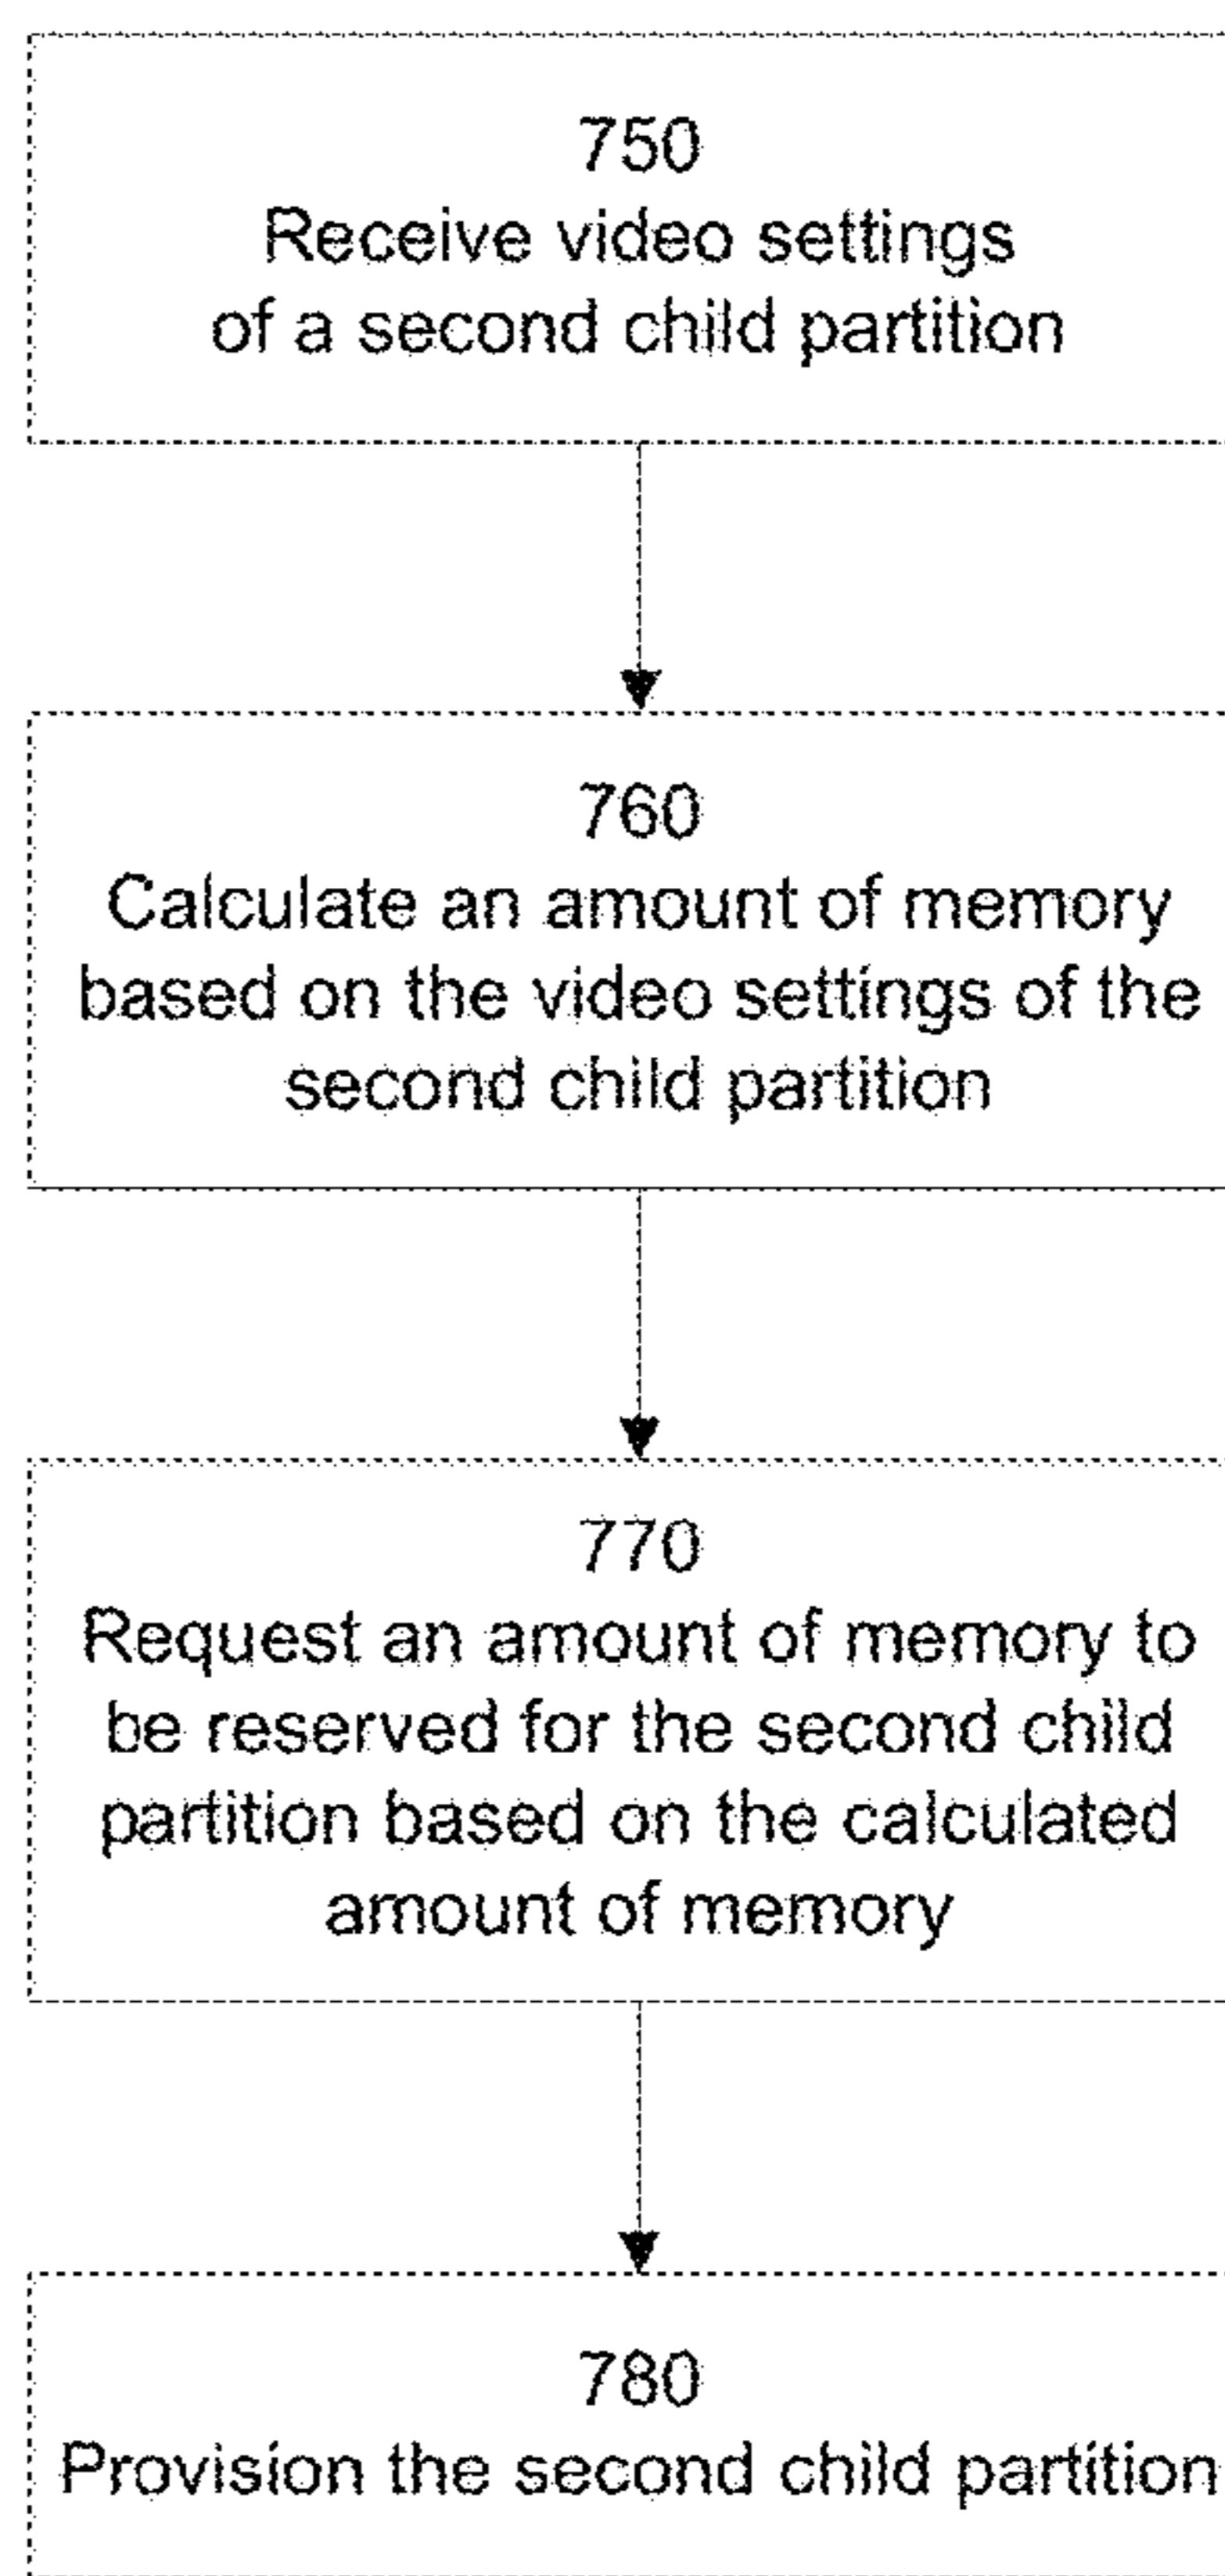 750
Receive video settings
of a second child partition
760
Calculate an amount of memory
based on the video settings of the
second child partition
770
Request an amount of memory to
be reserved for the second child
partition based on the calculated
amount of memory
780
Provision the second child partition